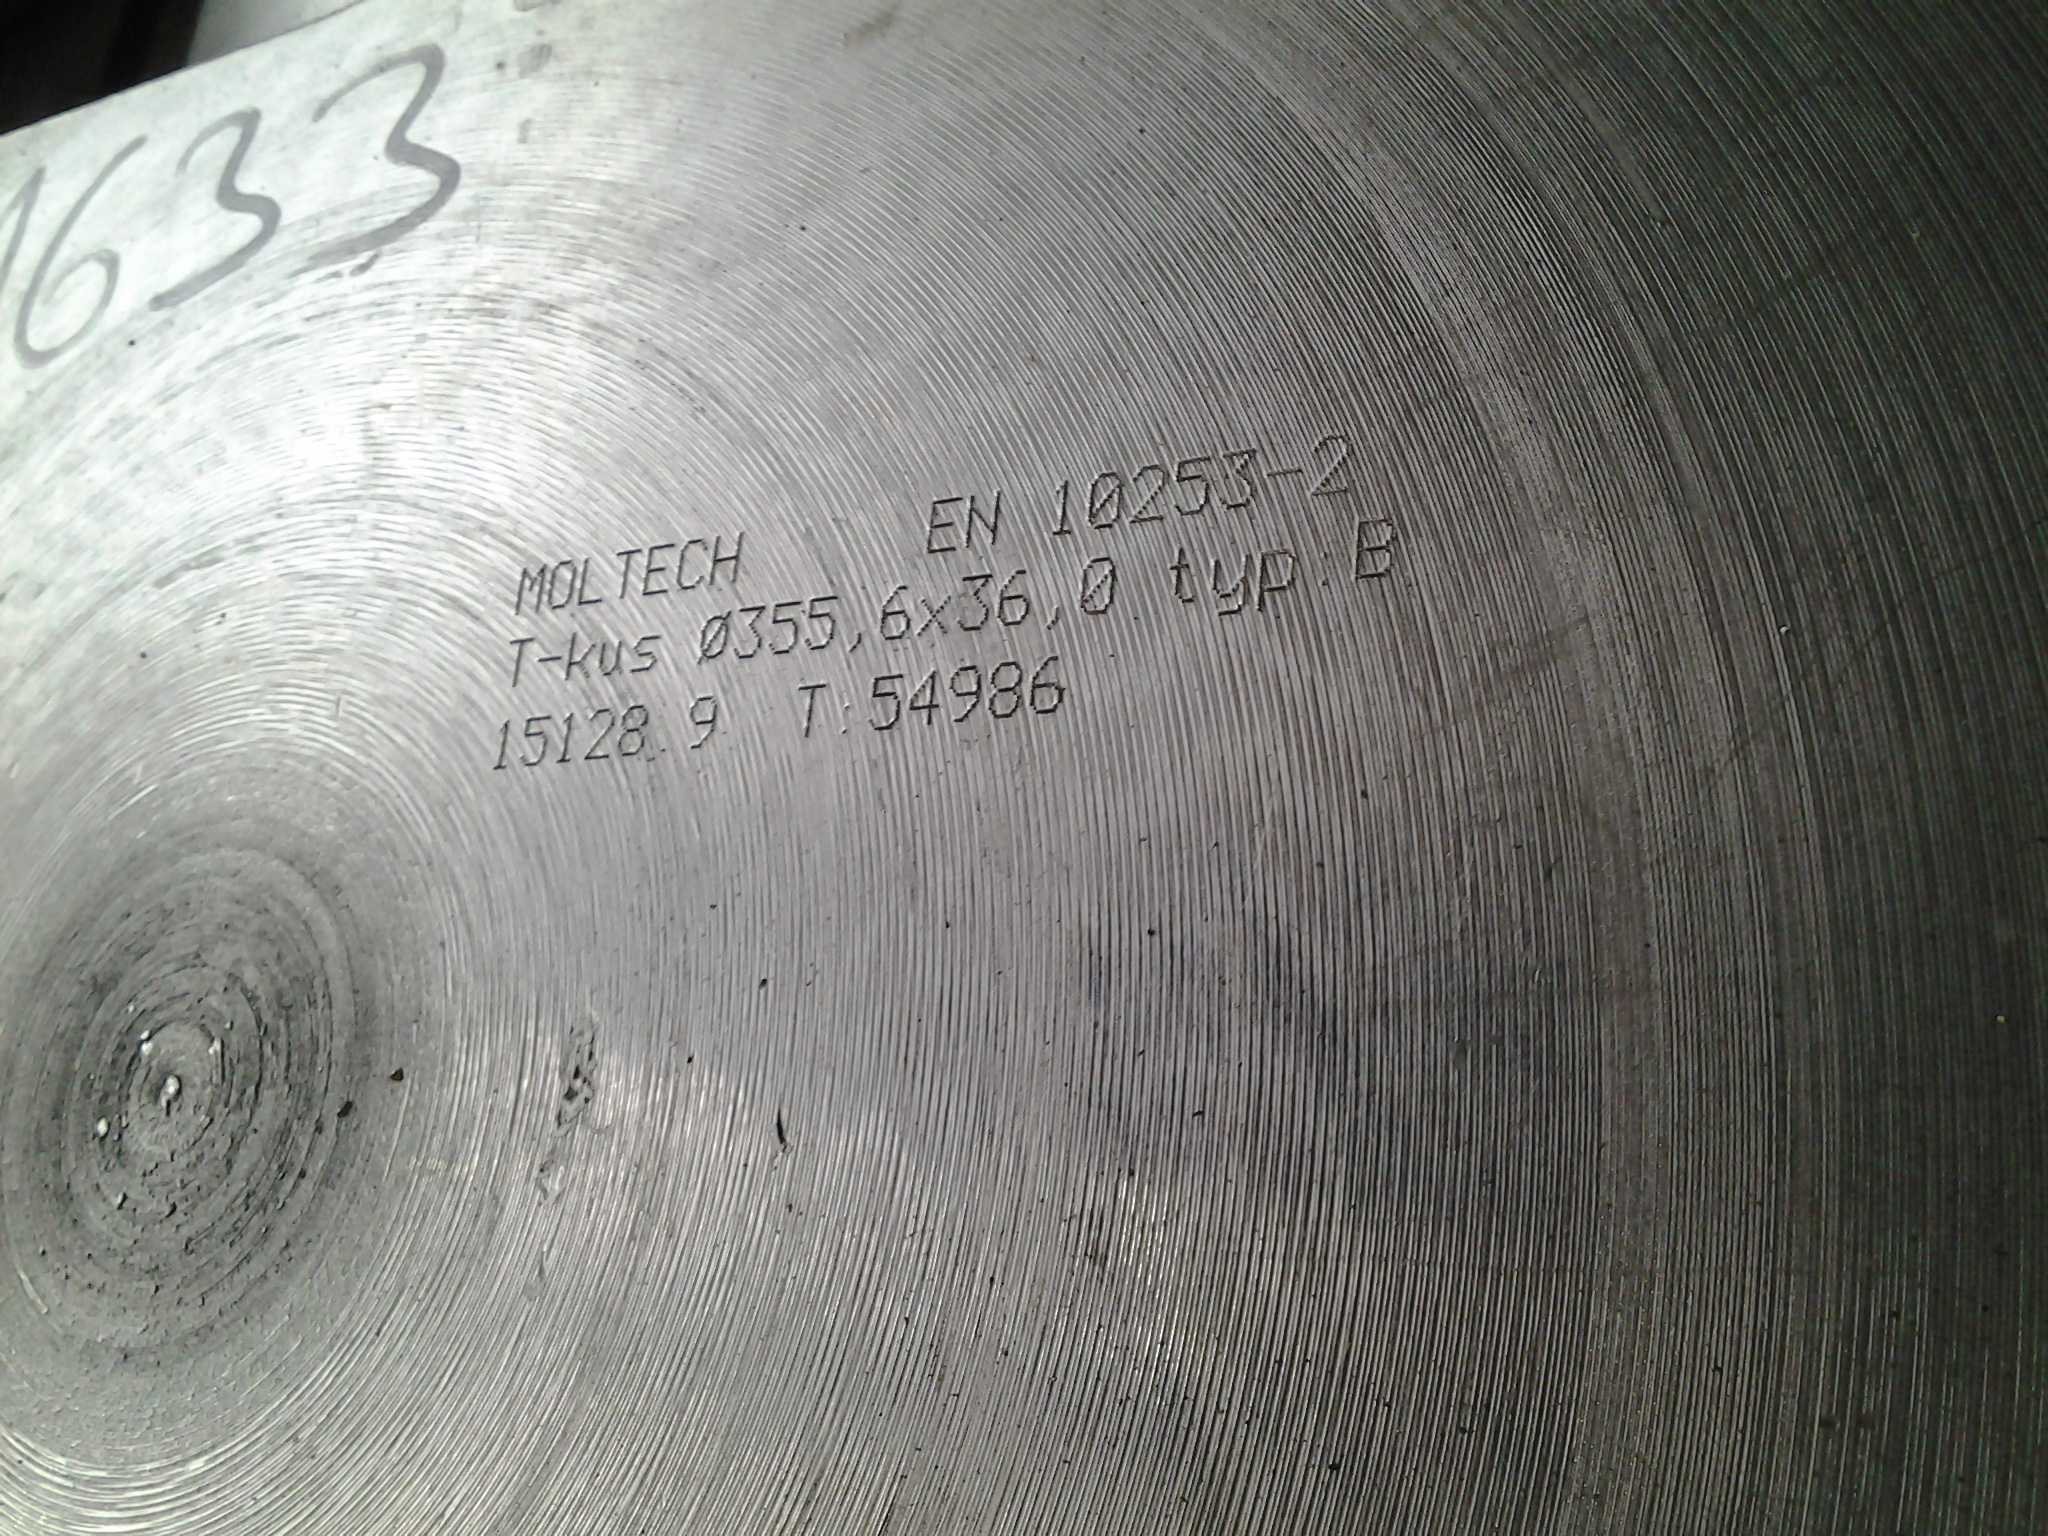 1633
MOLTECH EN 10253-2
T-kus Ø355,6x36,0 typ:B
15128.9 T:54986